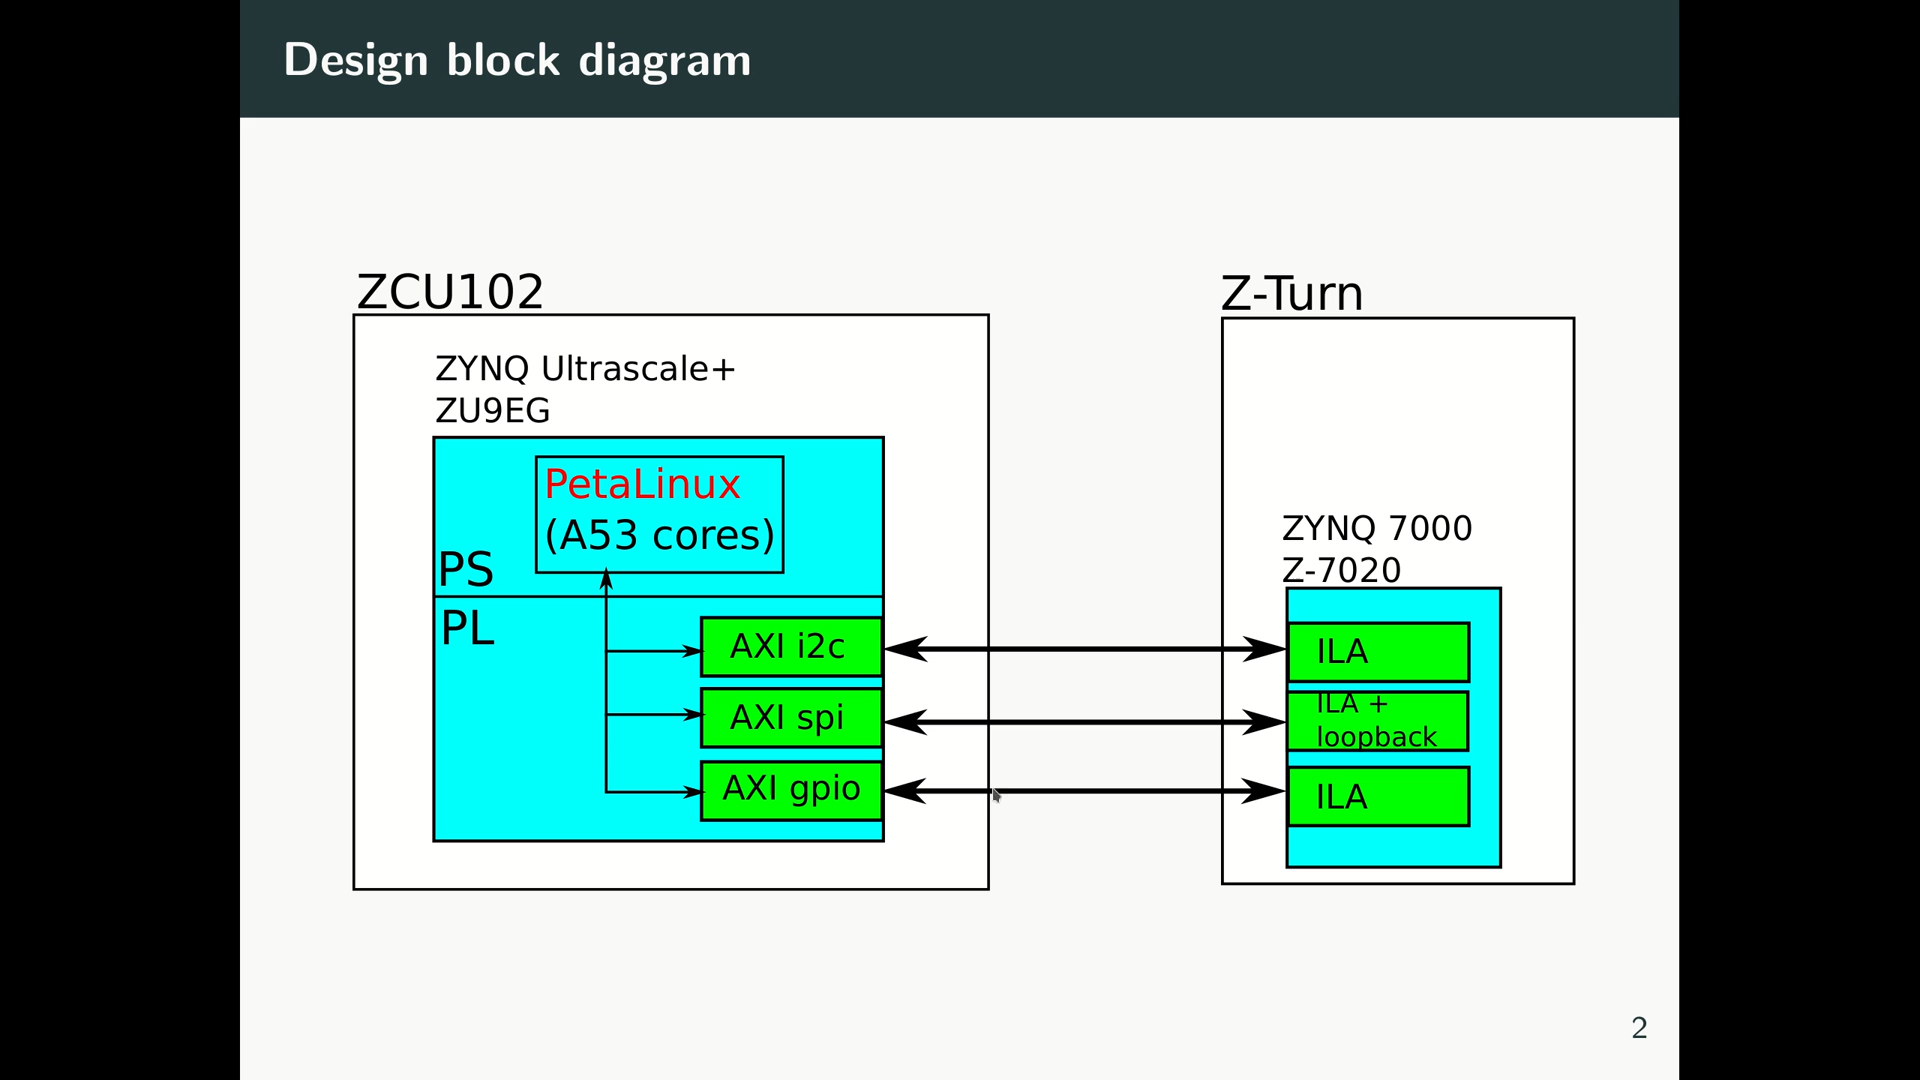 Design block diagram
ZCU102
ZYNQ Ultrascale+
ZU9EG
PetaLinux
(A53 cores)
PS
PL
AXI i2c
AXI spi
AXI gpio
Z-Turn
ZYNQ 7000
Z-7020
ILA
ILA +
loopback
ILA
2